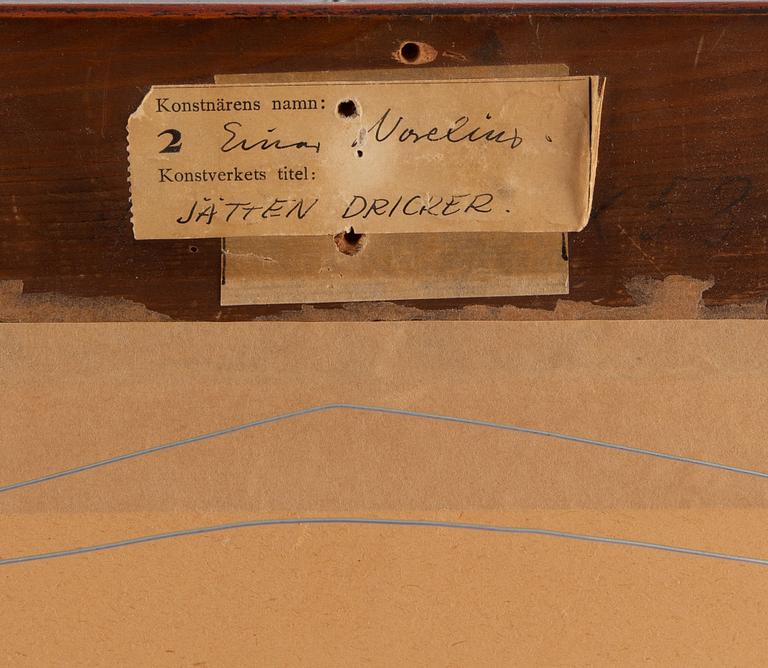 Konstnärens namn:
2 Einar Norelius.
Konstverkets titel:
JÄTTEN DRICKER.